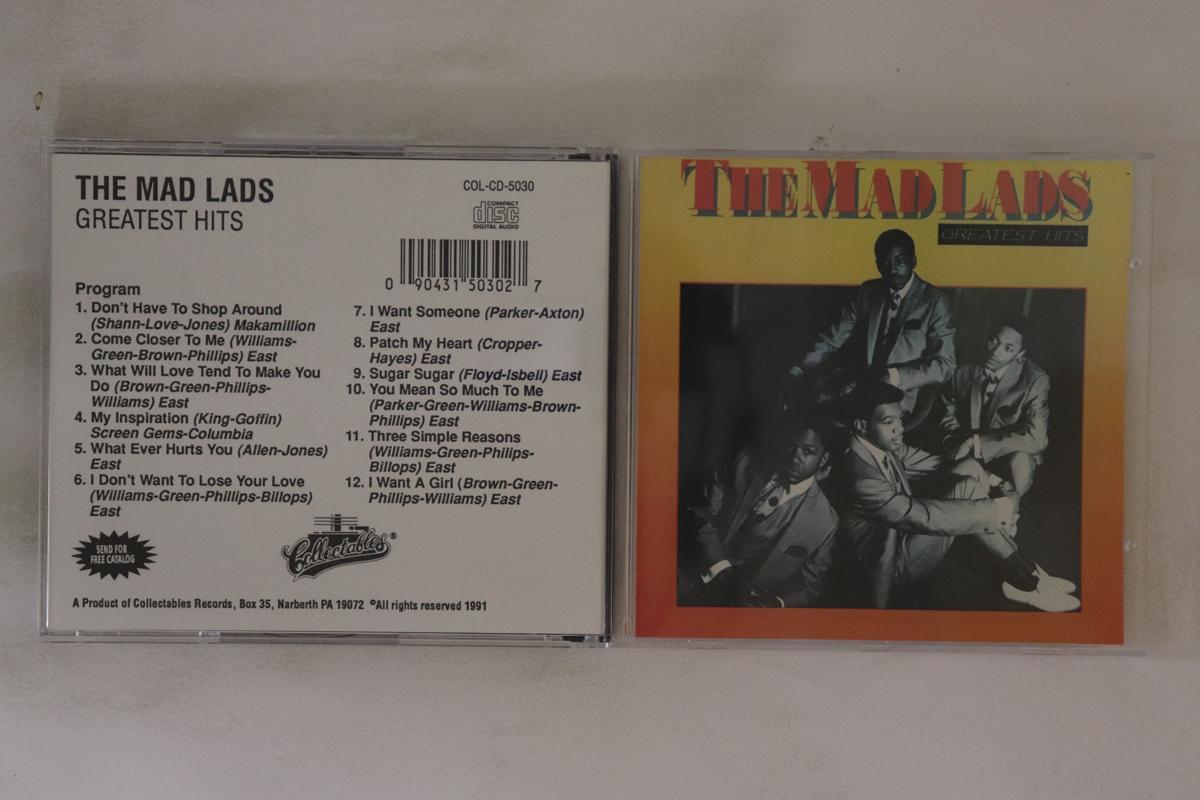 THE MAD LADS
GREATEST HITS
COL-CD-5030
COMPACT
disc
DIGITAL AUDIO
0 90431 50302 7
Program
1. Don't Have To Shop Around
(Shann-Love-Jones) Makamillion
2. Come Closer To Me (Williams-
Green-Brown-Phillips) East
3. What Will Love Tend To Make You
Do (Brown-Green-Phillips-
Williams) East
4. My Inspiration (King-Goffin)
Screen Gems-Columbia
5. What Ever Hurts You (Allen-Jones)
East
6. I Don't Want To Lose Your Love
(Williams-Green-Phillips-Billops)
East
7. I Want Someone (Parker-Axton)
East
8. Patch My Heart (Cropper-
Hayes) East
9. Sugar Sugar (Floyd-Isbell) East
10. You Mean So Much To Me
(Parker-Green-Williams-Brown-
Phillips) East
11. Three Simple Reasons
(Williams-Green-Philips-
Billops) East
12. I Want A Girl (Brown-Green-
Phillips-Williams) East
SEND FOR
FREE CATALOG
Collectables®
A Product of Collectables Records, Box 35, Narberth PA 19072 ©All rights reserved 1991
THE MAD LADS
GREATEST HITS